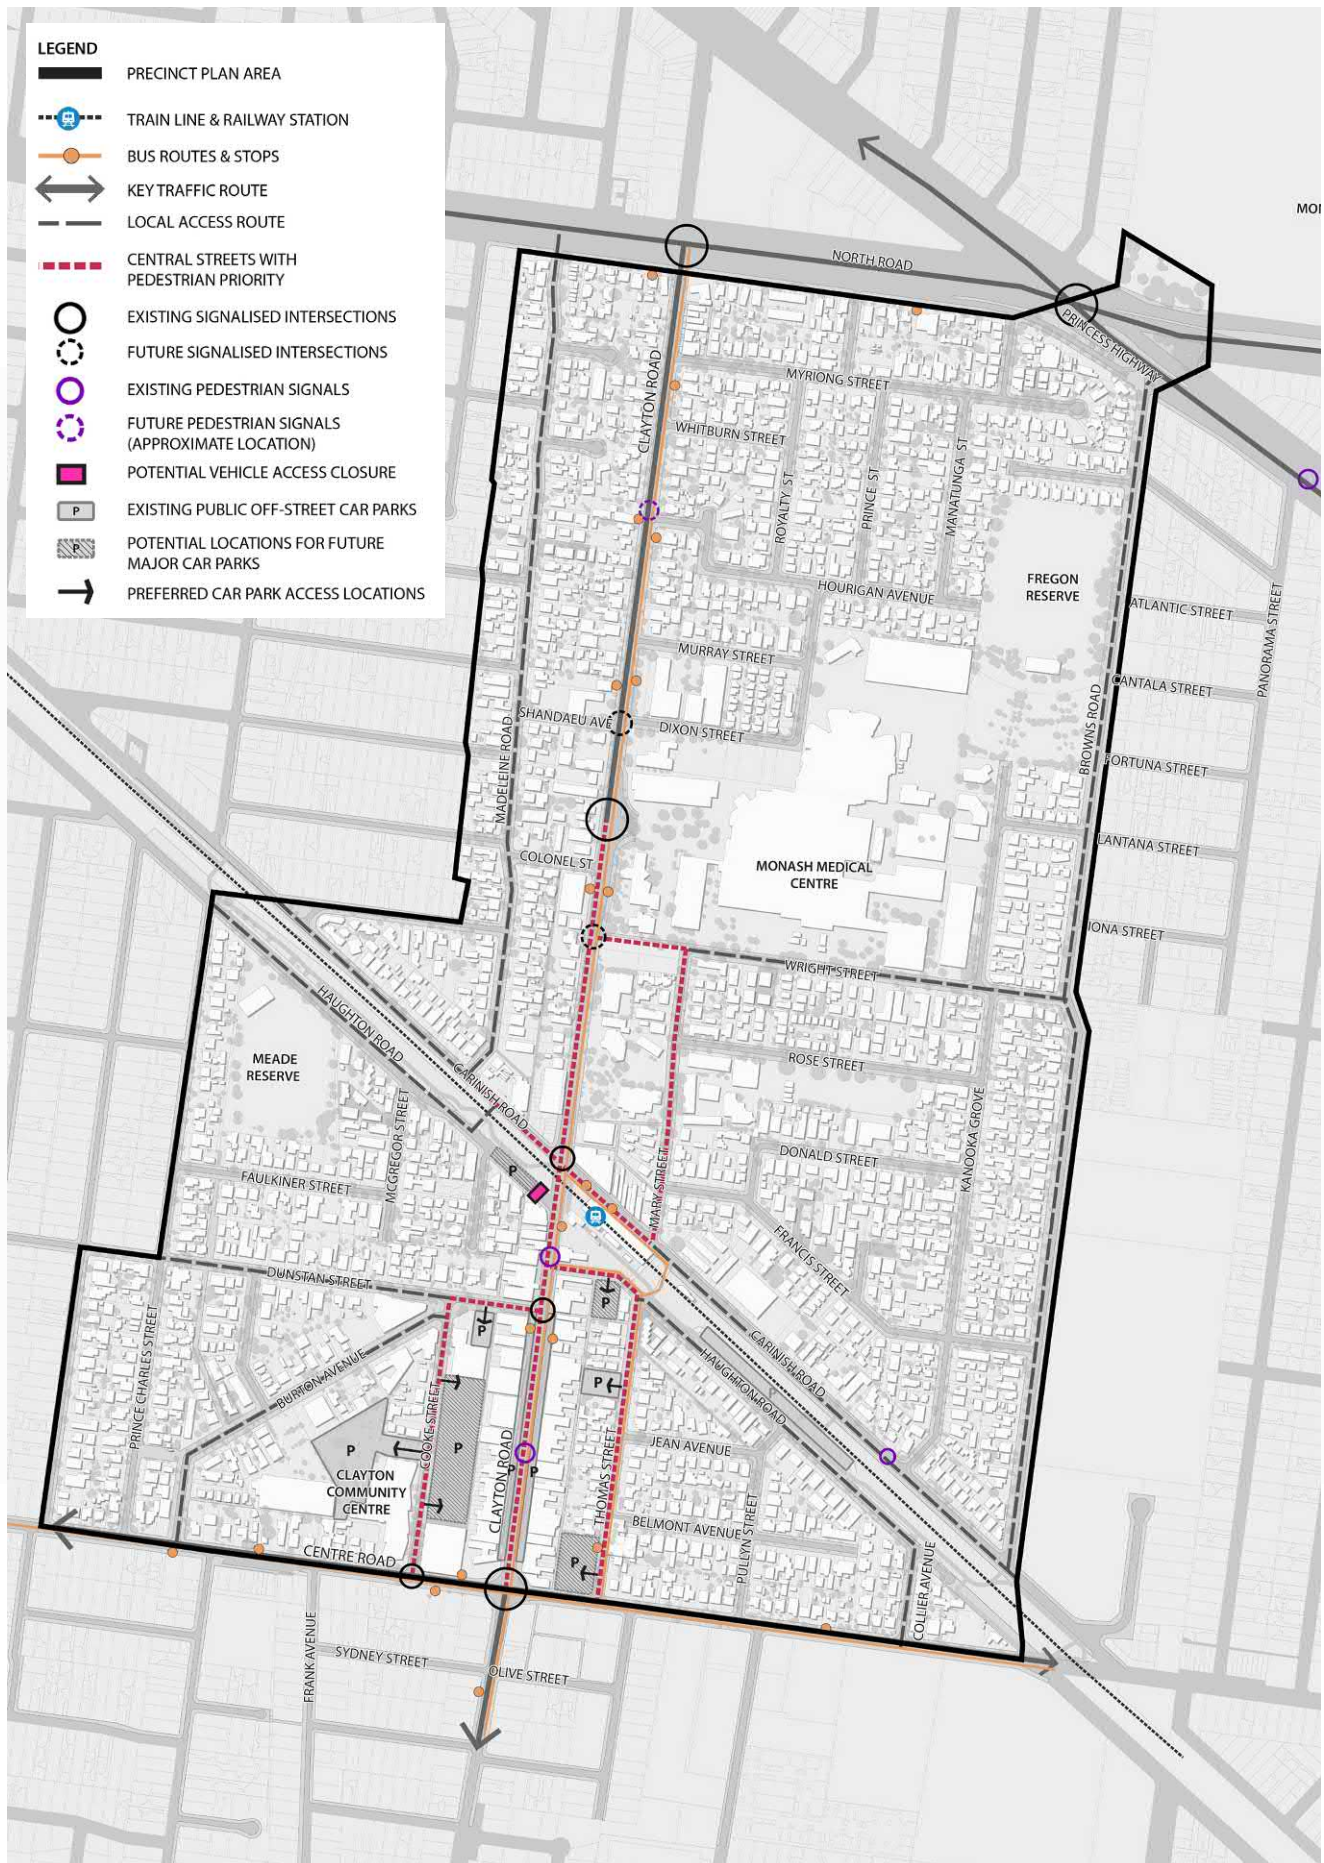 LEGEND
PRECINCT PLAN AREA
TRAIN LINE & RAILWAY STATION
BUS ROUTES & STOPS
KEY TRAFFIC ROUTE
LOCAL ACCESS ROUTE
CENTRAL STREETS WITH
PEDESTRIAN PRIORITY
EXISTING SIGNALISED INTERSECTIONS
FUTURE SIGNALISED INTERSECTIONS
EXISTING PEDESTRIAN SIGNALS
FUTURE PEDESTRIAN SIGNALS
(APPROXIMATE LOCATION)
POTENTIAL VEHICLE ACCESS CLOSURE
P
EXISTING PUBLIC OFF-STREET CAR PARKS
P
POTENTIAL LOCATIONS FOR FUTURE
MAJOR CAR PARKS
PREFERRED CAR PARK ACCESS LOCATIONS
MON
NORTH ROAD
PRINCESS HIGHWAY
CLAYTON ROAD
MYRIONG STREET
WHITBURN STREET
ROYALTY ST
PRINCE ST
MANATUNGA ST
HOURIGAN AVENUE
FREGON
RESERVE
ATLANTIC STREET
PANORAMA STREET
MURRAY STREET
CANTALA STREET
SHANDAEU AVE
DIXON STREET
MADELEINE ROAD
BROWNS ROAD
FORTUNA STREET
COLONEL ST
LANTANA STREET
MONASH MEDICAL
CENTRE
IONA STREET
WRIGHT STREET
HAUGHTON ROAD
MEADE
RESERVE
CARINISH ROAD
ROSE STREET
KANOOKA GROVE
MCGREGOR STREET
DONALD STREET
MARY STREET
FAULKINER STREET
P
FRANCIS STREET
DUNSTAN STREET
P
P
PRINCE CHARLES STREET
BURTON AVENUE
CARINISH ROAD
HAUGHTON ROAD
P
P
COOKE STREET
P
P
CLAYTON ROAD
P P
THOMAS STREET
JEAN AVENUE
CLAYTON
COMMUNITY
CENTRE
BELMONT AVENUE
PULLYN STREET
CENTRE ROAD
P
COLLIER AVENUE
FRANK AVENUE
SYDNEY STREET
OLIVE STREET